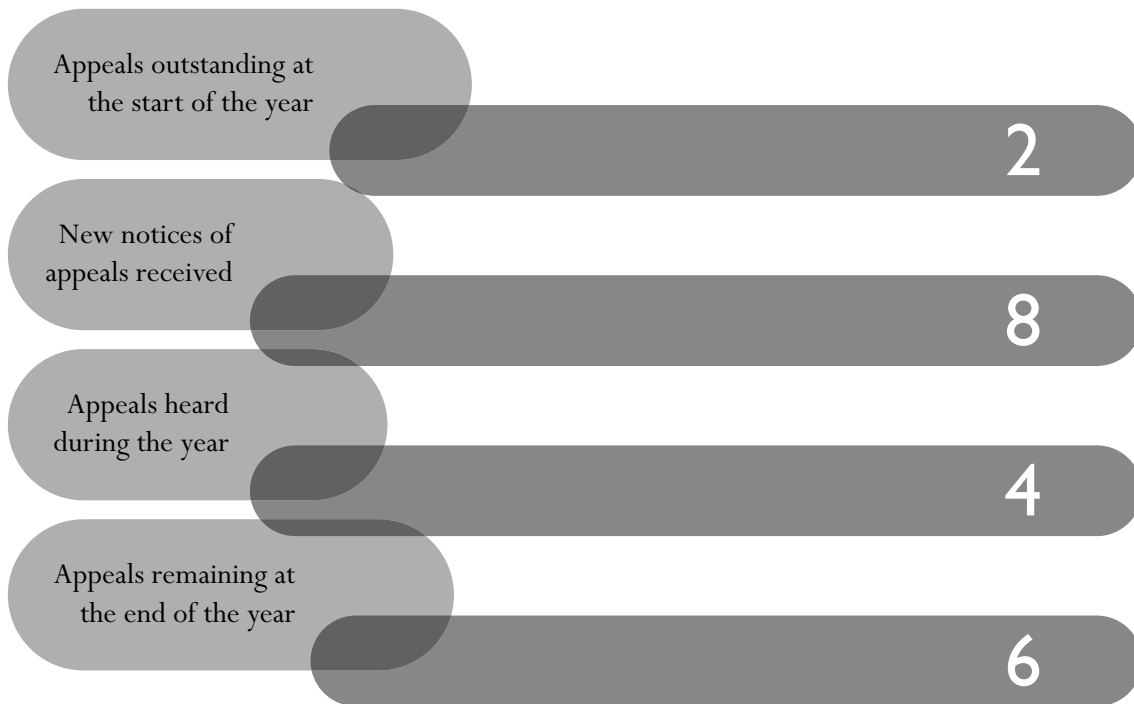 Appeals outstanding at
the start of the year
2
New notices of
appeals received
8
Appeals heard
during the year
4
Appeals remaining at
the end of the year
6